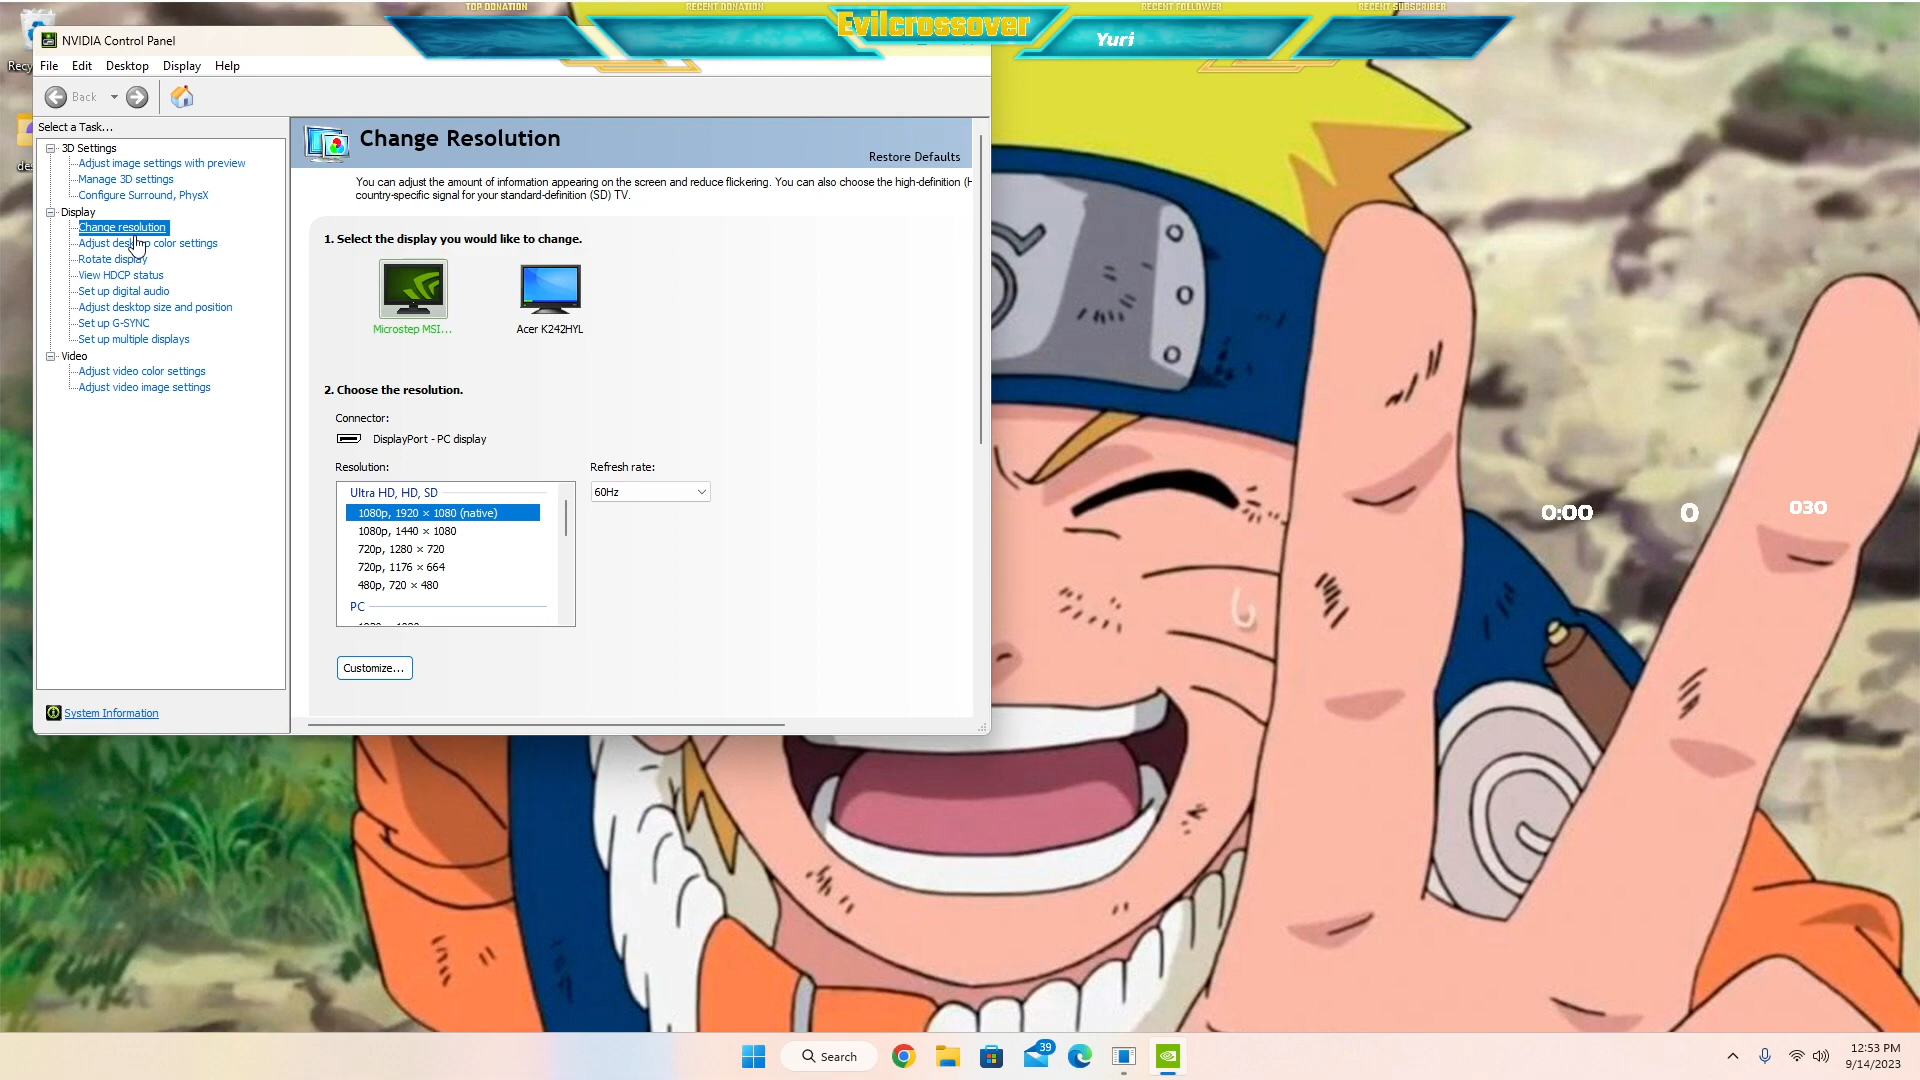 TOP DONATION
RECENT DONATION
Evilcrossover
RECENT FOLLOWER
Yuri
RECENT SUBSCRIBER
NVIDIA Control Panel
File Edit Desktop Display Help
Back
Select a Task...
3D Settings
Adjust image settings with preview
Manage 3D settings
Configure Surround, PhysX
Display
Change resolution
Adjust desktop color settings
Rotate display
View HDCP status
Set up digital audio
Adjust desktop size and position
Set up G-SYNC
Set up multiple displays
Video
Adjust video color settings
Adjust video image settings
System Information
Change Resolution
Restore Defaults
You can adjust the amount of information appearing on the screen and reduce flickering. You can also choose the high-definition (H
country-specific signal for your standard-definition (SD) TV.
1. Select the display you would like to change.
Microstep MSI...
Acer K242HYL
2. Choose the resolution.
Connector:
DisplayPort - PC display
Resolution:
Refresh rate:
Ultra HD, HD, SD
60Hz
1080p, 1920 × 1080 (native)
1080p, 1440 × 1080
720p, 1280 × 720
720p, 1176 × 664
480p, 720 × 480
PC
Customize...
0:00
0
030
Search
39
12:53 PM
9/14/2023